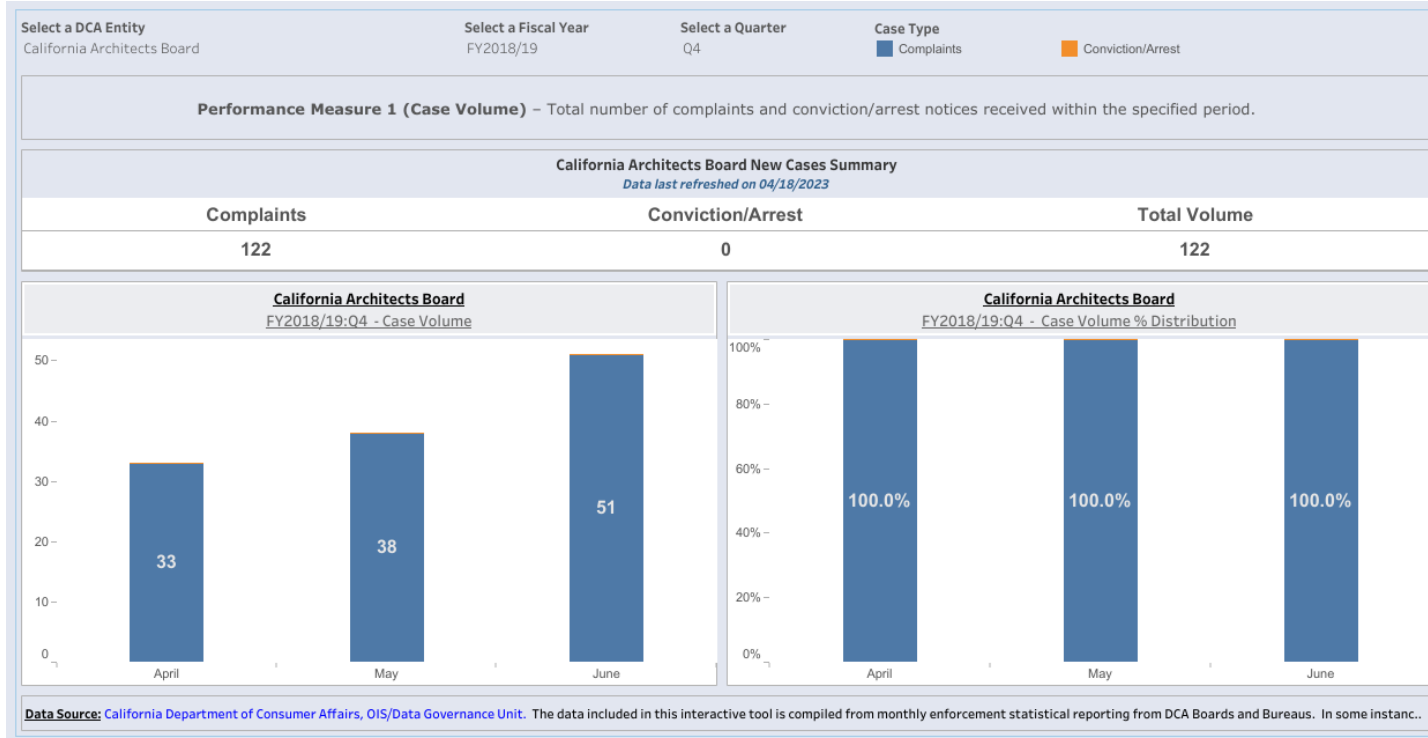 Select a DCA Entity Select a Fiscal Year Select a Quarter Case Type
California Architects Board FY2018/19 Q4 Complaints Conviction/Arrest
Performance Measure 1 (Case Volume) – Total number of complaints and conviction/arrest notices received within the specified period.
California Architects Board New Cases Summary
Data last refreshed on 04/18/2023
Complaints Conviction/Arrest Total Volume
122 0 122
California Architects Board
FY2018/19:Q4 - Case Volume
50
40
30
20
10
0
33
38
51
April May June
California Architects Board
FY2018/19:Q4 - Case Volume % Distribution
100%
80%
60%
40%
20%
0%
100.0% 100.0% 100.0%
April May June
Data Source: California Department of Consumer Affairs, OIS/Data Governance Unit. The data included in this interactive tool is compiled from monthly enforcement statistical reporting from DCA Boards and Bureaus. In some instanc..